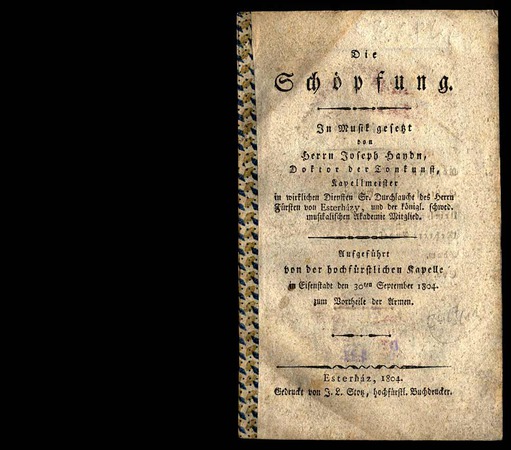 Die
Schöpfung.
In Musik gesetzt
von
Herrn Joseph Haydn,
Doktor der Tonkunst,
Kapellmeister
in wirklichen Diensten Sr. Durchlaucht des Herrn
Fürsten von Esterházy, und der königl. schwed.
musikalischen Akademie Mitglied.
Aufgeführt
von der hochfürstlichen Kapelle
in Eisenstadt den 30ten September 1804.
zum Vortheile der Armen.
Esterház, 1804.
Gedruckt von J. L. Stotz, hochfürstl. Buchdrucker.